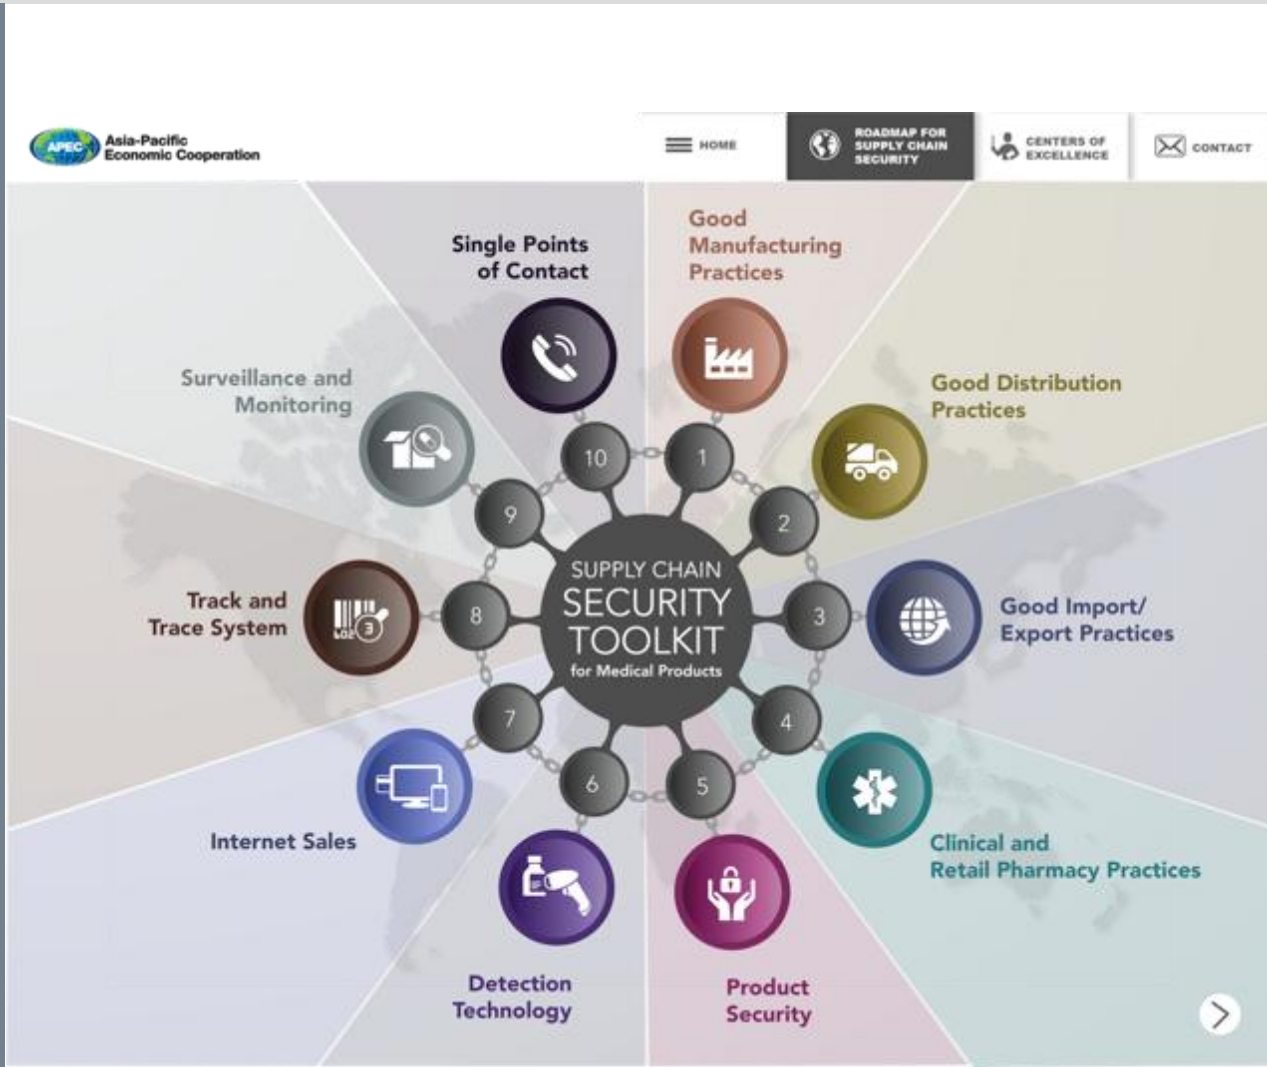 APEC
Asia-Pacific
Economic Cooperation
HOME
ROADMAP FOR
SUPPLY CHAIN
SECURITY
CENTERS OF
EXCELLENCE
CONTACT
Single Points
of Contact
Good
Manufacturing
Practices
Surveillance and
Monitoring
Good Distribution
Practices
10
1
9
2
SUPPLY CHAIN
SECURITY
TOOLKIT
for Medical Products
Track and
Trace System
8
3
Good Import/
Export Practices
7
4
6
5
Internet Sales
Clinical and
Retail Pharmacy Practices
Detection
Technology
Product
Security